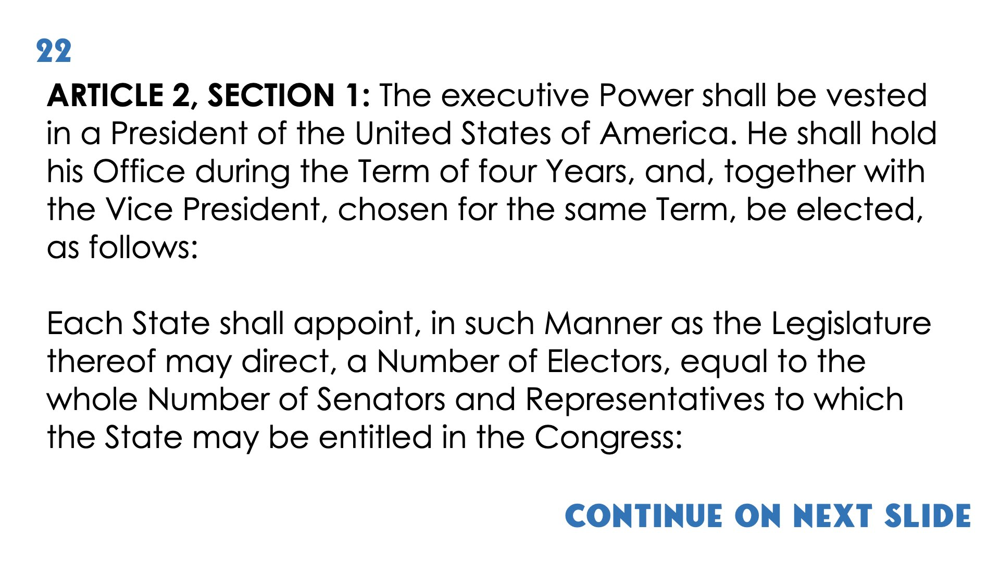 22
ARTICLE 2, SECTION 1: The executive Power shall be vested
in a President of the United States of America. He shall hold
his Office during the Term of four Years, and, together with
the Vice President, chosen for the same Term, be elected,
as follows:
Each State shall appoint, in such Manner as the Legislature
thereof may direct, a Number of Electors, equal to the
whole Number of Senators and Representatives to which
the State may be entitled in the Congress:
CONTINUE ON NEXT SLIDE